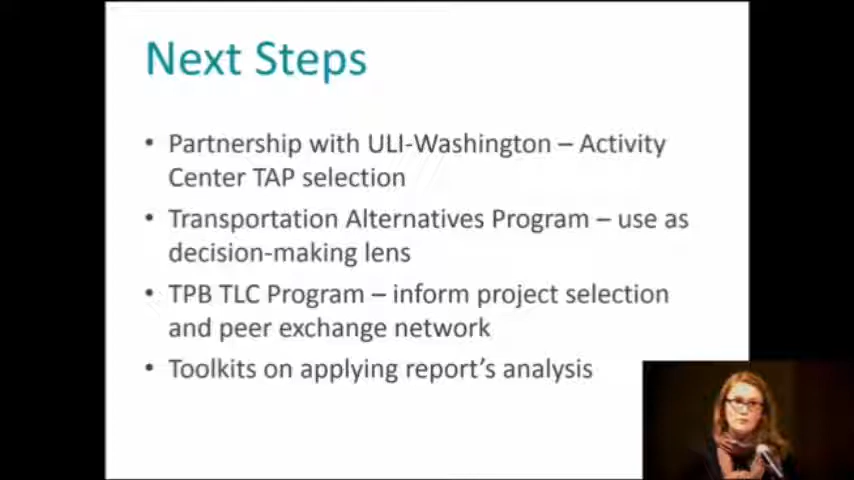 Next Steps
• Partnership with ULI-Washington – Activity
Center TAP selection
• Transportation Alternatives Program – use as
decision-making lens
• TPB TLC Program – inform project selection
and peer exchange network
• Toolkits on applying report's analysis